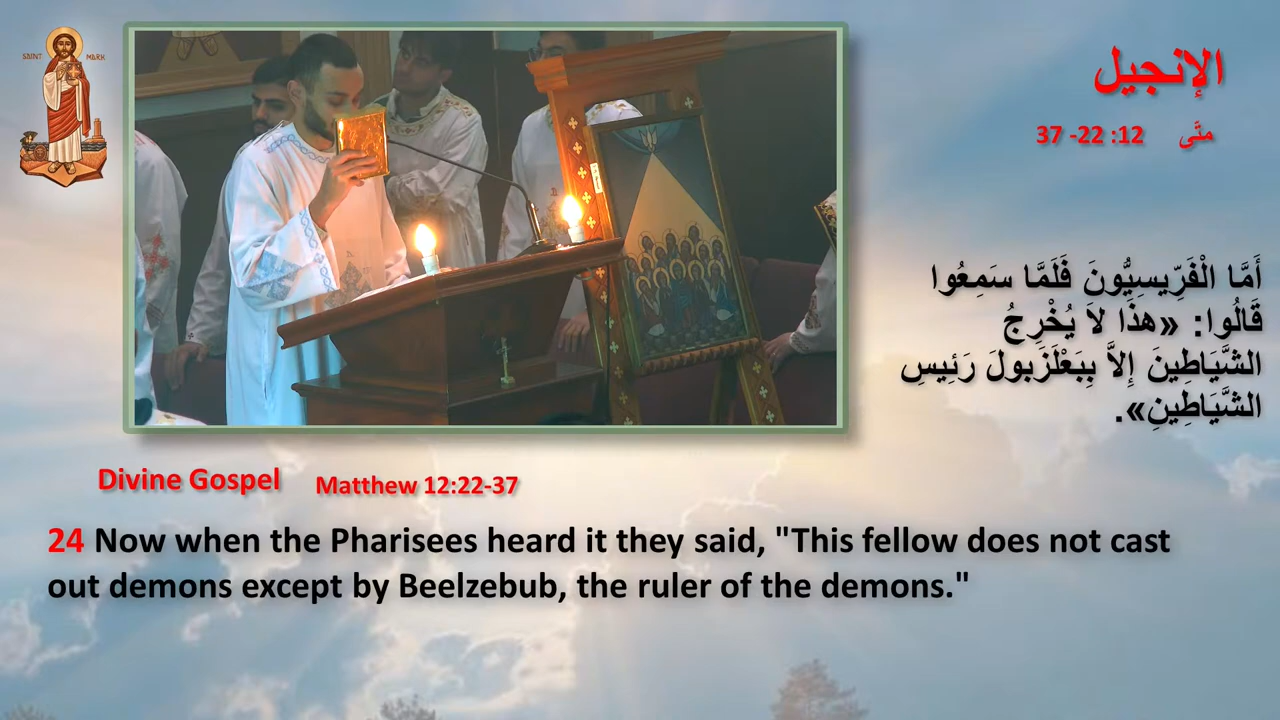 SAINT MARK
الإنجيل
متَّى 12: 22- 37
أَمَّا الْفَرِّيسِيُّونَ فَلَمَّا سَمِعُوا
قَالُوا: «هذَا لاَ يُخْرِجُ
الشَّيَاطِينَ إِلاَّ بِبَعْلَزَبولَ رَئِيسِ
الشَّيَاطِينِ».
Divine Gospel Matthew 12:22-37
24 Now when the Pharisees heard it they said, "This fellow does not cast
out demons except by Beelzebub, the ruler of the demons."